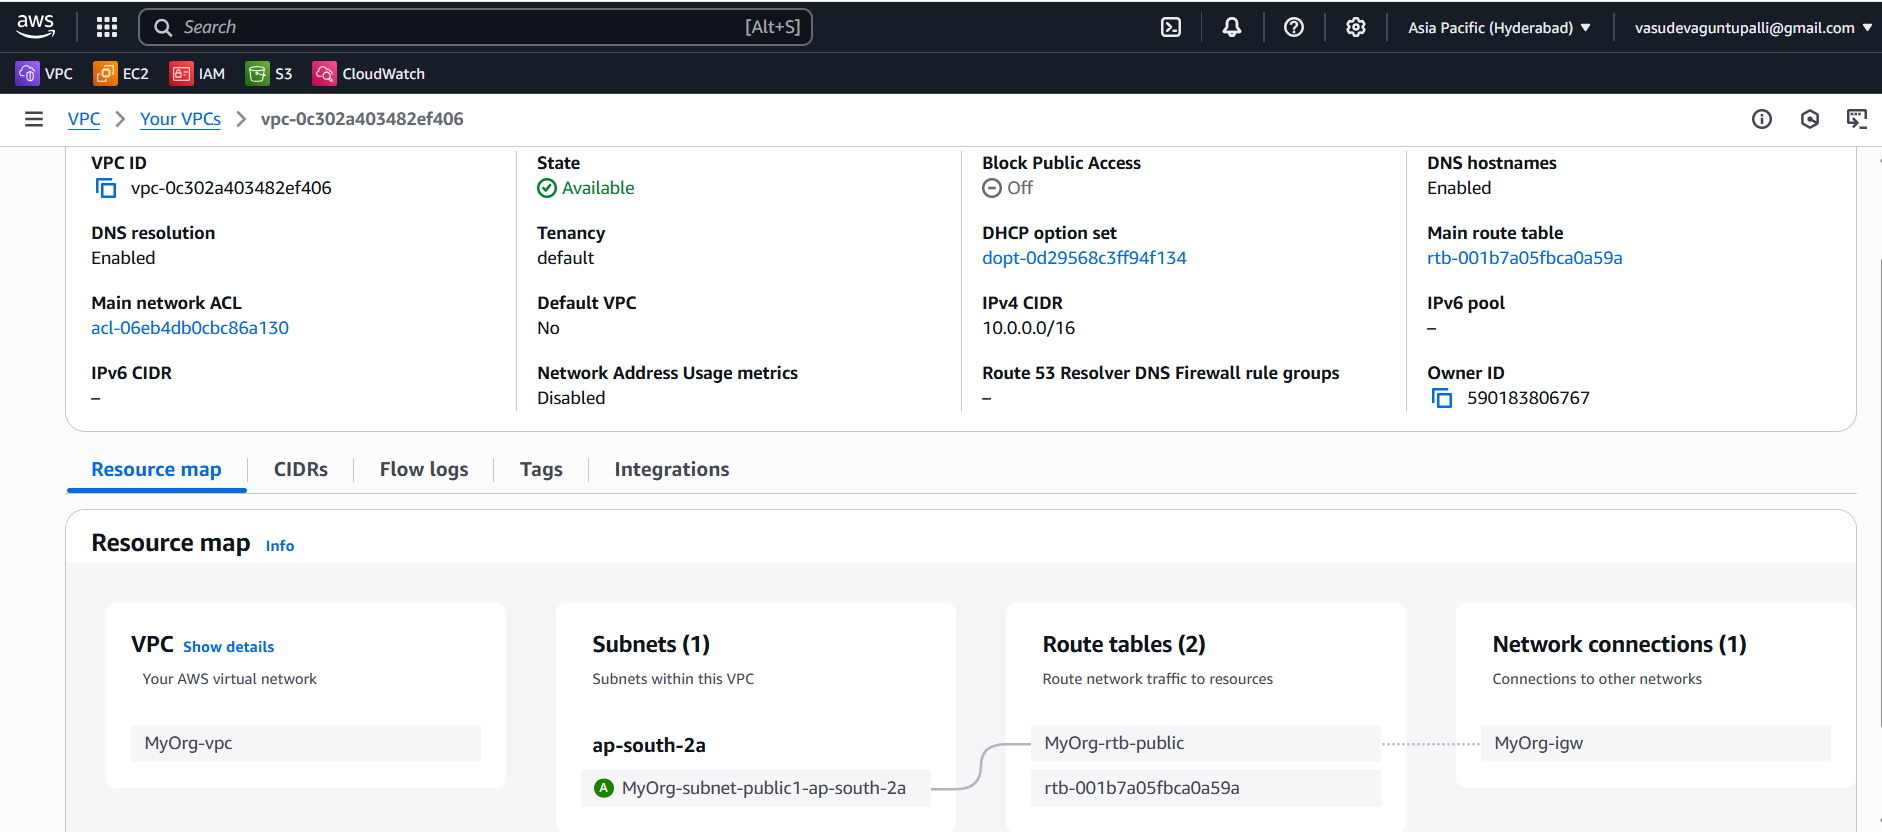 aws
Search [Alt+S]
Asia Pacific (Hyderabad)
vasudevaguntupalli@gmail.com
VPC EC2 IAM S3 CloudWatch
VPC > Your VPCs > vpc-0c302a403482ef406
VPC ID
vpc-0c302a403482ef406
State
Available
Block Public Access
Off
DNS hostnames
Enabled
DNS resolution
Enabled
Tenancy
default
DHCP option set
dopt-0d29568c3ff94f134
Main route table
rtb-001b7a05fbca0a59a
Main network ACL
acl-06eb4db0cbc86a130
Default VPC
No
IPv4 CIDR
10.0.0.0/16
IPv6 pool
–
IPv6 CIDR
–
Network Address Usage metrics
Disabled
Route 53 Resolver DNS Firewall rule groups
–
Owner ID
590183806767
Resource map CIDRs Flow logs Tags Integrations
Resource map Info
VPC Show details
Your AWS virtual network
MyOrg-vpc
Subnets (1)
Subnets within this VPC
ap-south-2a
A MyOrg-subnet-public1-ap-south-2a
Route tables (2)
Route network traffic to resources
MyOrg-rtb-public
rtb-001b7a05fbca0a59a
Network connections (1)
Connections to other networks
MyOrg-igw